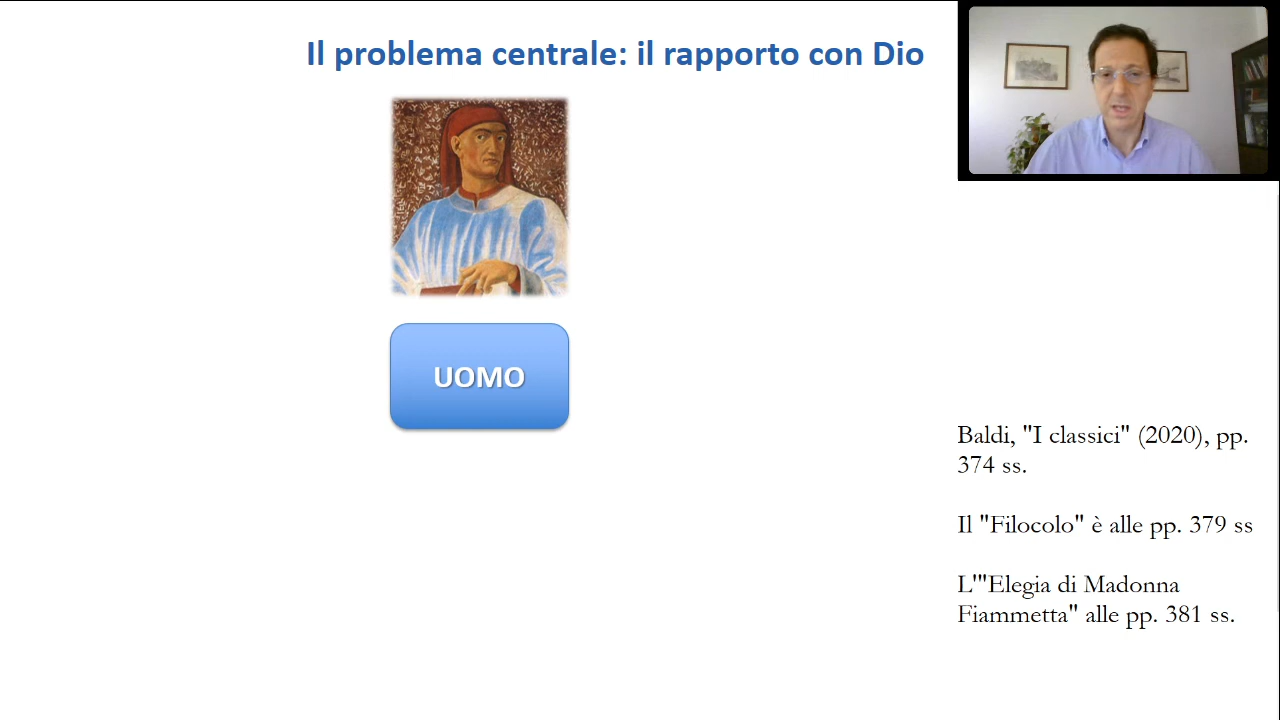 Il problema centrale: il rapporto con Dio
UOMO
Baldi, "I classici" (2020), pp.
374 ss.
Il "Filocolo" è alle pp. 379 ss
L'"Elegia di Madonna
Fiammetta" alle pp. 381 ss.